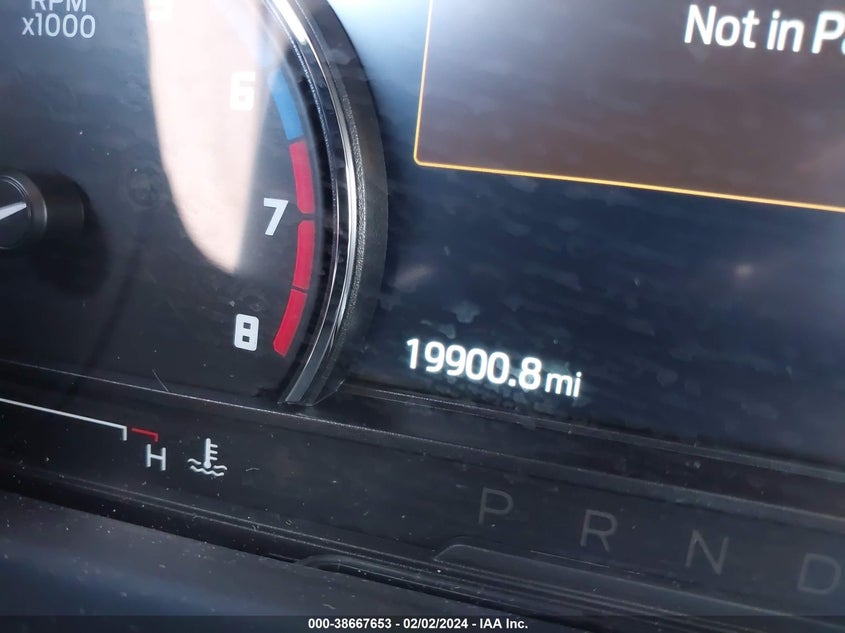 RPM
x1000
6
7
8
Not in
19900.8 mi
H
P R N D
000-38667653 — 02/02/2024 — IAA Inc.